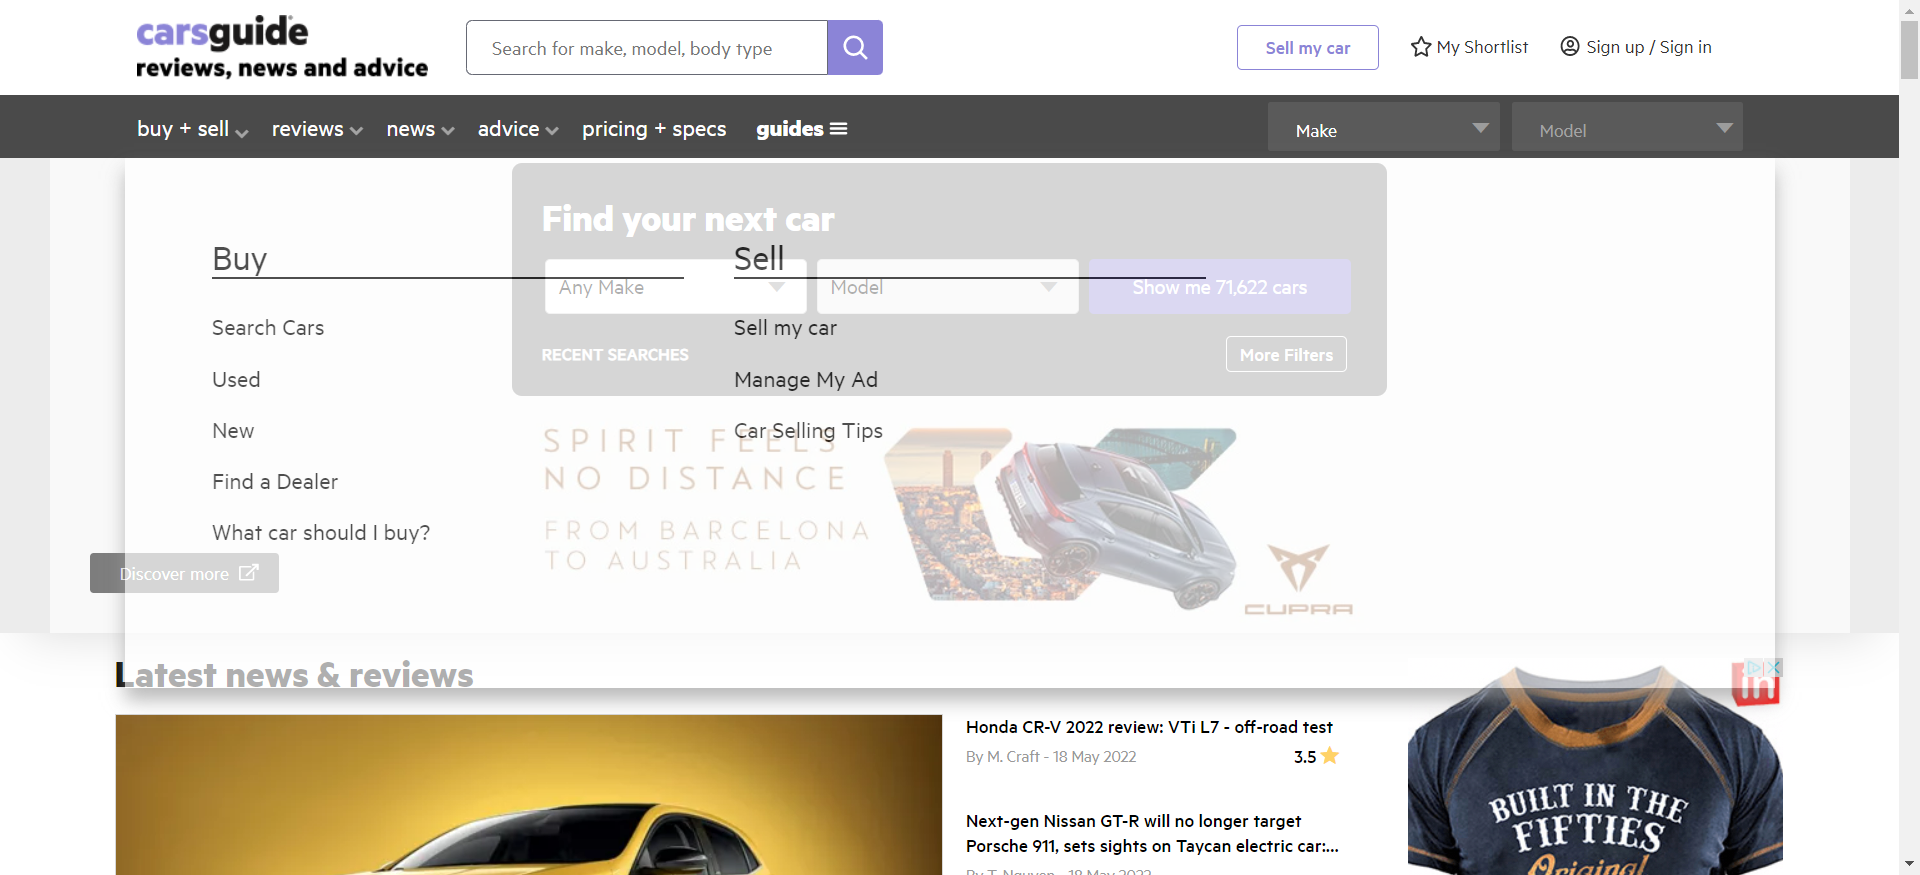 carsguide
reviews, news and advice
Search for make, model, body type
Sell my car
My Shortlist
Sign up / Sign in
buy + sell
reviews
news
advice
pricing + specs
guides
Make
Model
Find your next car
Buy
Sell
Any Make
Model
Show me 71,622 cars
Search Cars
Sell my car
RECENT SEARCHES
More Filters
Used
Manage My Ad
New
Car Selling Tips
SPIRIT FEELS
NO DISTANCE
Find a Dealer
What car should I buy?
FROM BARCELONA
TO AUSTRALIA
Discover more
CUPRA
Latest news & reviews
in
Honda CR-V 2022 review: VTi L7 - off-road test
By M. Craft - 18 May 2022
3.5
Next-gen Nissan GT-R will no longer target
Porsche 911, sets sights on Taycan electric car:...
By T. Nguyen - 18 May 2022
BUILT IN THE
FIFTIES
Original